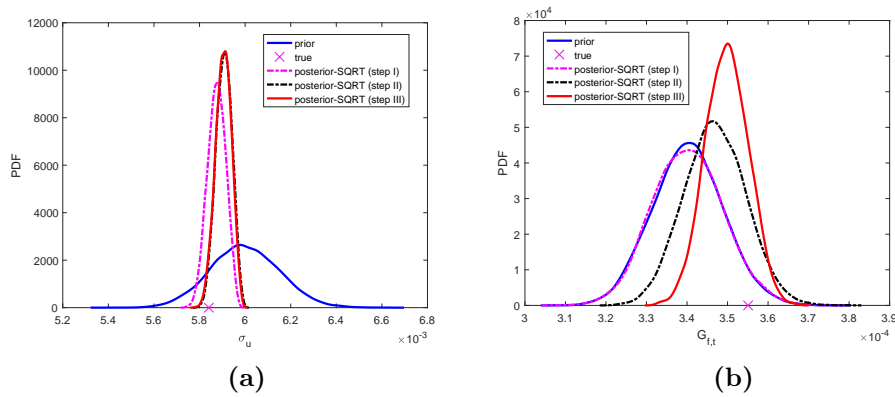 12000
10000
8000
6000
4000
2000
0
PDF
5.2 5.4 5.6 5.8 6 6.2 6.4 6.6 6.8
×10⁻³
σ_u
prior
true
posterior-SQRT (step I)
posterior-SQRT (step II)
posterior-SQRT (step III)
(a)
×10⁴
8
7
6
5
4
3
2
1
0
PDF
3 3.1 3.2 3.3 3.4 3.5 3.6 3.7 3.8 3.9
×10⁻⁴
G_f,t
prior
true
posterior-SQRT (step I)
posterior-SQRT (step II)
posterior-SQRT (step III)
(b)